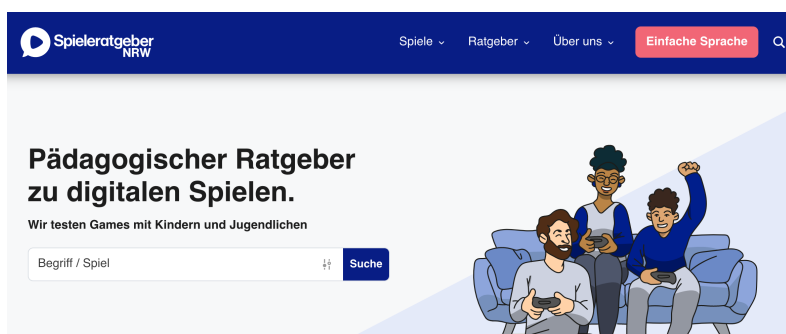 Spieleratgeber
NRW
Spiele
Ratgeber
Über uns
Einfache Sprache
Pädagogischer Ratgeber
zu digitalen Spielen.
Wir testen Games mit Kindern und Jugendlichen
Begriff / Spiel
Suche